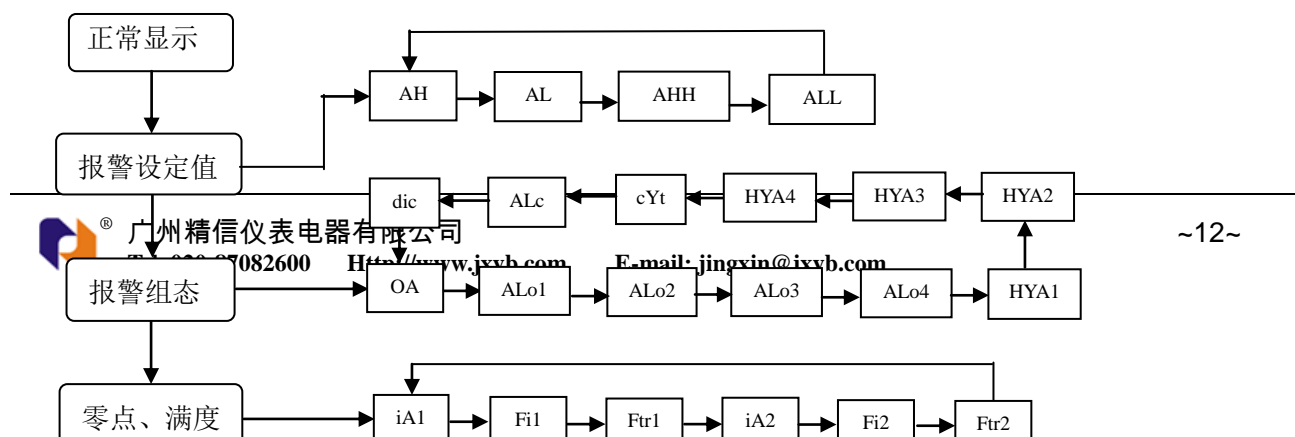 正常显示
AH AL AHH ALL
报警设定值
dic ALc cYt HYA4 HYA3 HYA2
® 广州精信仪表电器有限公司 ~12~
87082600 www.jxyb.com E-mail: jingxin@jxyb.com
报警组态 OA ALo1 ALo2 ALo3 ALo4 HYA1
零点、满度 iA1 Fi1 Ftr1 iA2 Fi2 Ftr2